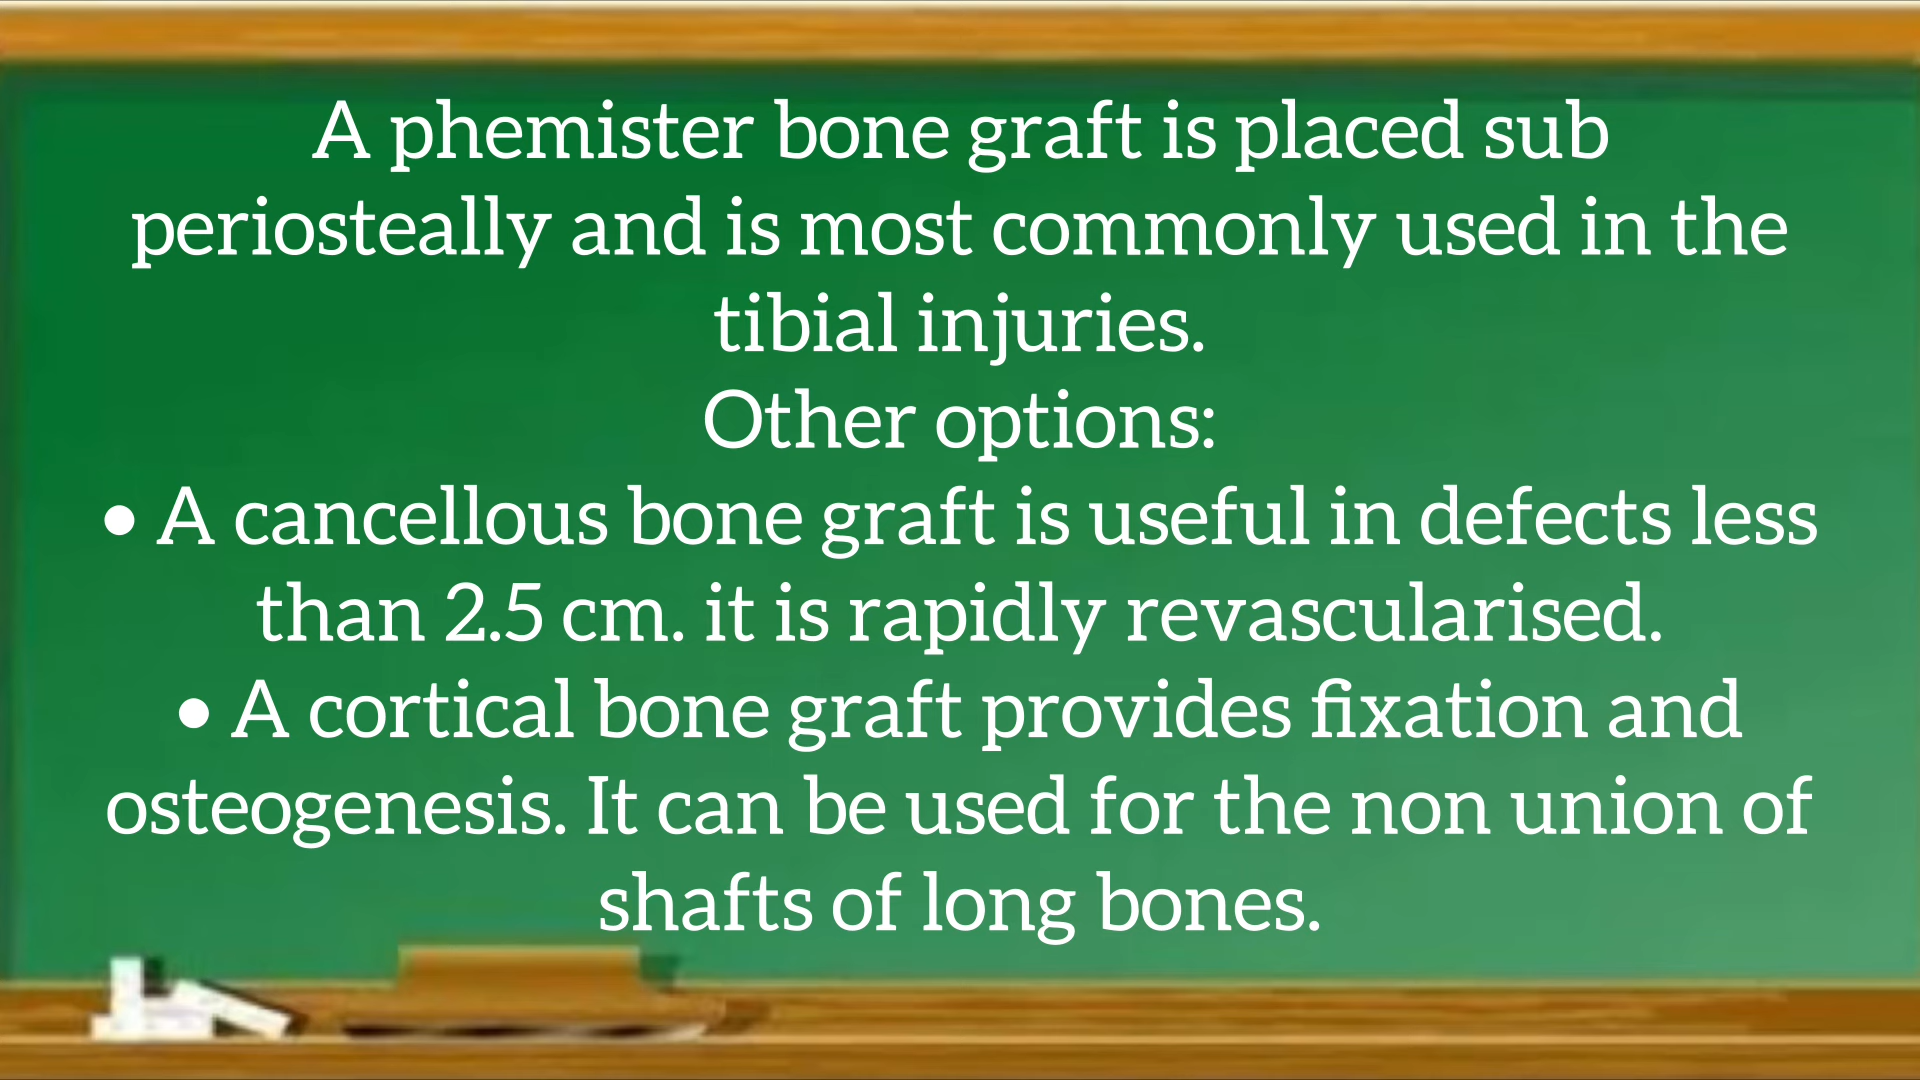 A phemister bone graft is placed sub
periosteally and is most commonly used in the
tibial injuries.
Other options:
• A cancellous bone graft is useful in defects less
than 2.5 cm. it is rapidly revascularised.
• A cortical bone graft provides fixation and
osteogenesis. It can be used for the non union of
shafts of long bones.